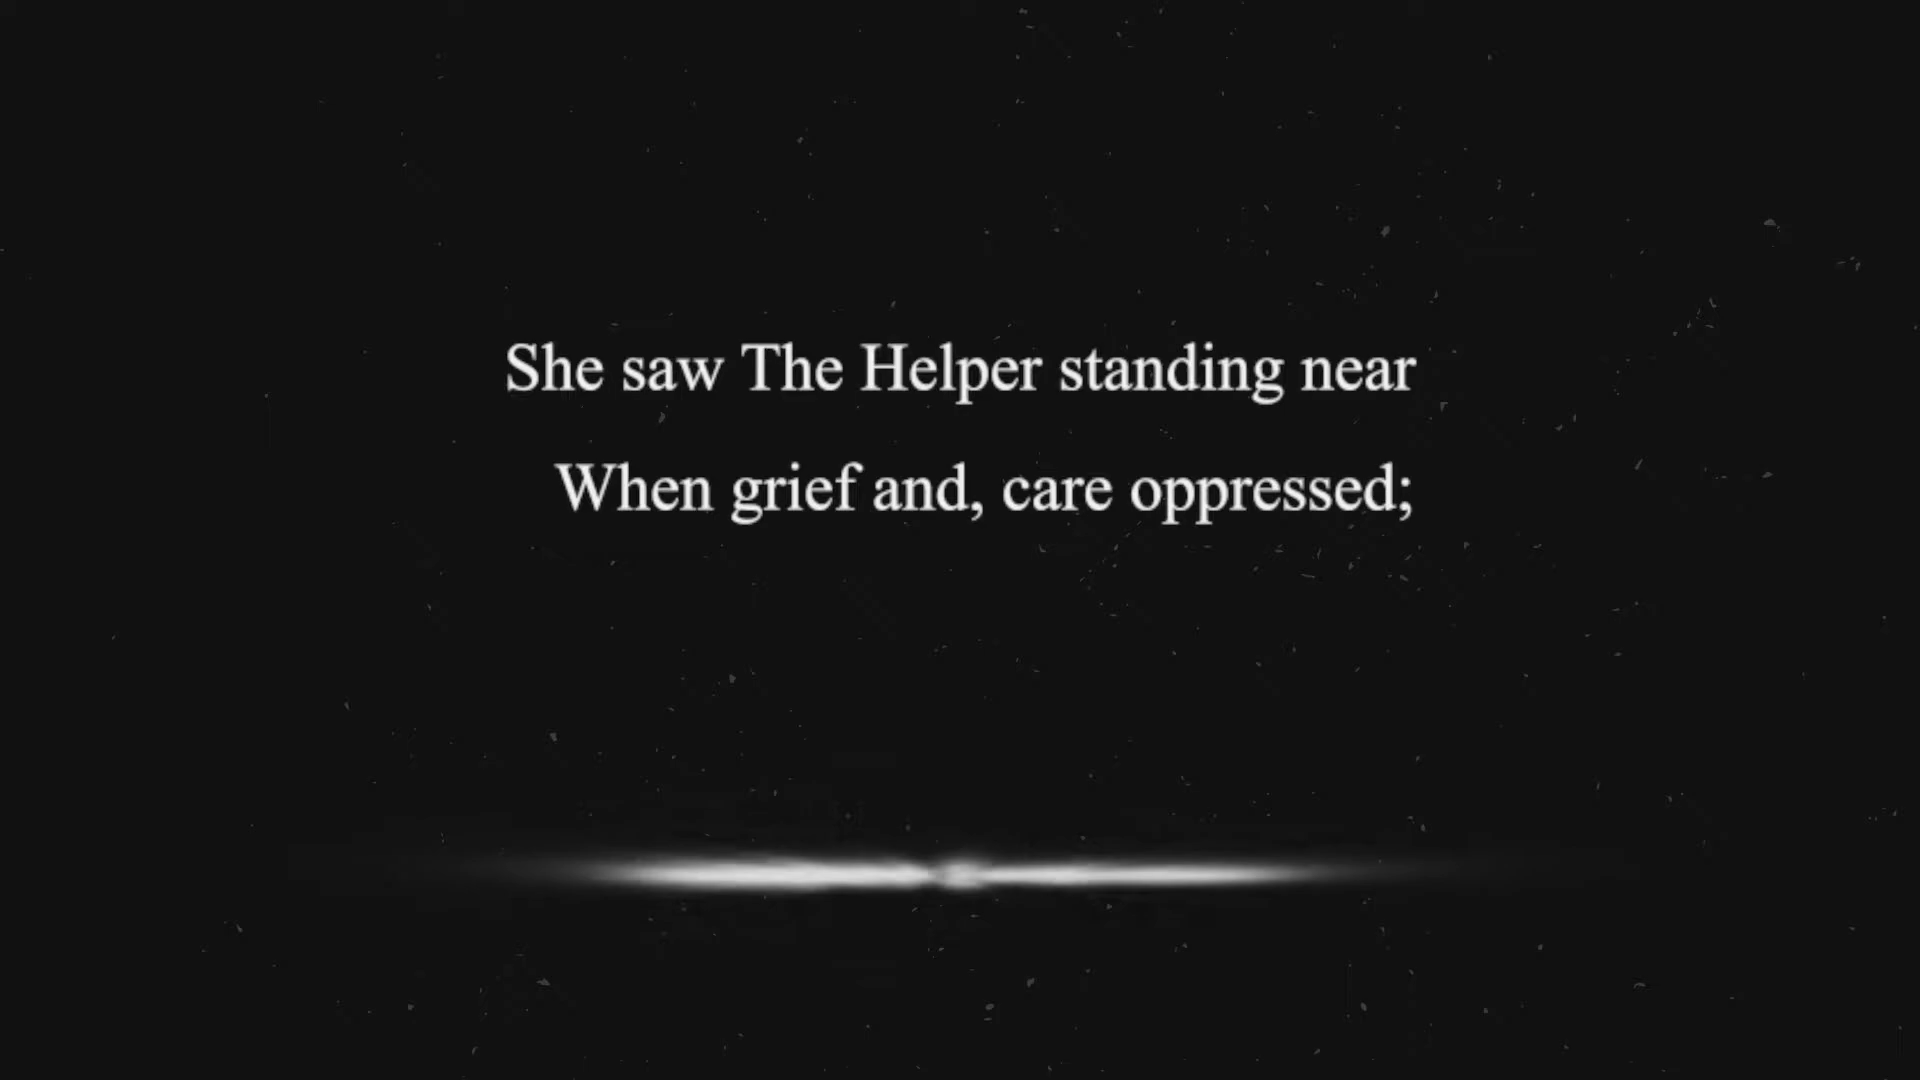 She saw The Helper standing near
When grief and, care oppressed;